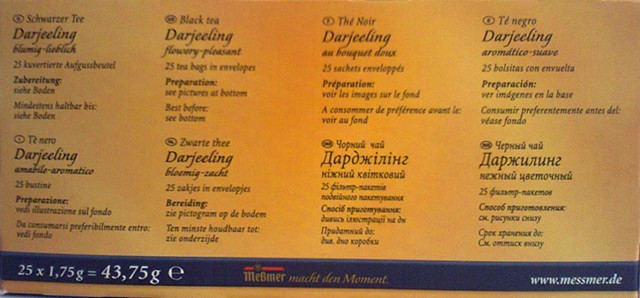 D Schwarzer Tee
Darjeeling
blumig-lieblich
25 kuvertierte Aufgussbeutel
Zubereitung:
siehe Boden
Mindestens haltbar bis:
siehe Boden
GB Black tea
Darjeeling
flowery-pleasant
25 tea bags in envelopes
Preparation:
see pictures at bottom
Best before:
see bottom
F Thé Noir
Darjeeling
au bouquet doux
25 sachets enveloppés
Préparation:
voir les images sur le fond
A consommer de préférence avant le:
voir au fond
E Té negro
Darjeeling
aromático-suave
25 bolsitas con envuelta
Preparación:
ver imágenes en la base
Consumir preferentemente antes del:
véase fondo
I Tè nero
Darjeeling
amabile-aromatico
25 bustine
Preparazione:
vedi illustrazione sul fondo
Da consumarsi preferibilmente entro:
vedi fondo
NL Zwarte thee
Darjeeling
bloemig-zacht
25 zakjes in envelopjes
Bereiding:
zie pictogram op de bodem
Ten minste houdbaar tot:
zie onderzijde
Чорний чай
Дарджілінг
ніжний квітковий
25 фільтр-пакетів
подвійного пакетування
Спосіб приготування:
дивись ілюстрації на дні
Придатний до:
див. дно коробки
Черный чай
Даржилинг
нежный цветочный
25 фильтр-пакетов
Способ приготовления:
см. рисунки снизу
Срок хранения до:
См. оттиск внизу
25 x 1,75g = 43,75g ℮
Meßmer macht den Moment.
www.messmer.de